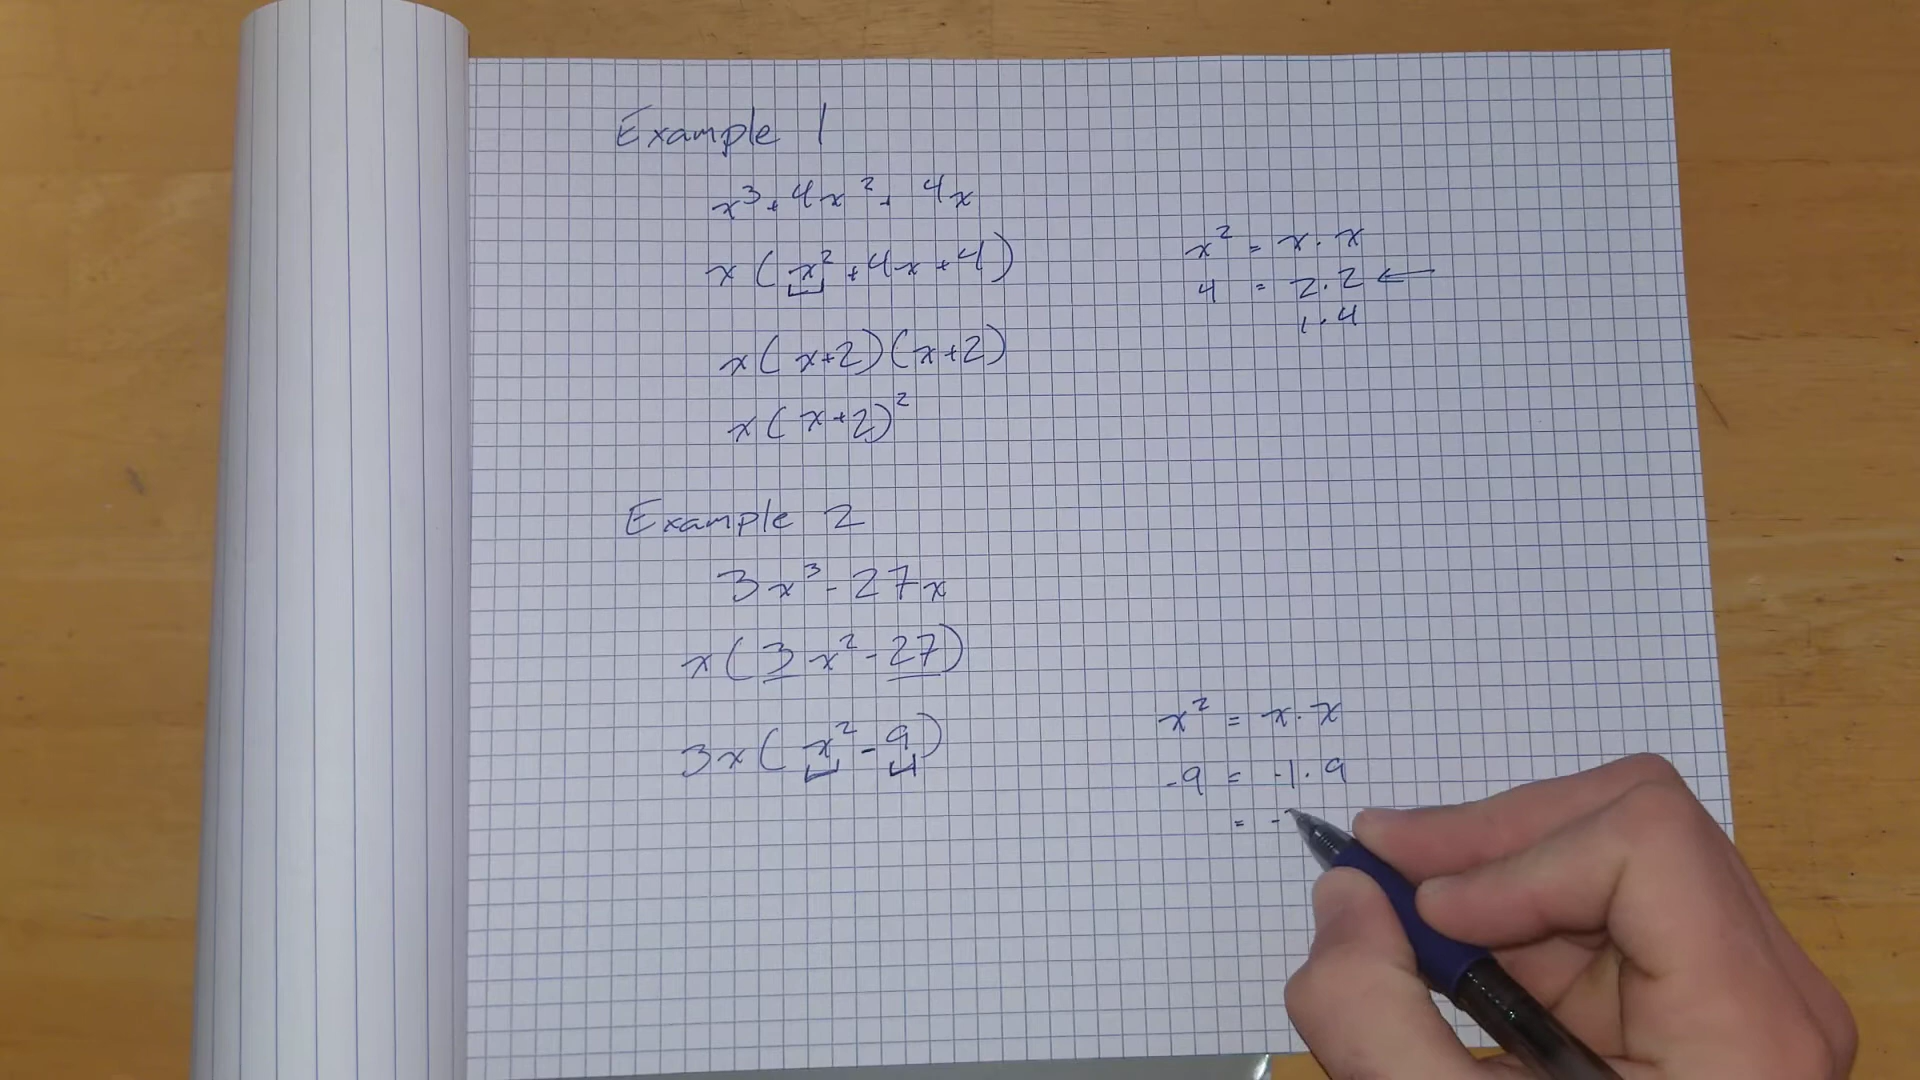 Example 1
x³ + 4x² + 4x
x(x² + 4x + 4)
x(x+2)(x+2)
x(x+2)²
x² = x · x
4 = 2 · 2 ←
1 · 4
Example 2
3x³ - 27x
x(3x² - 27)
3x(x² - 9)
x² = x · x
-9 = -1 · 9
= -